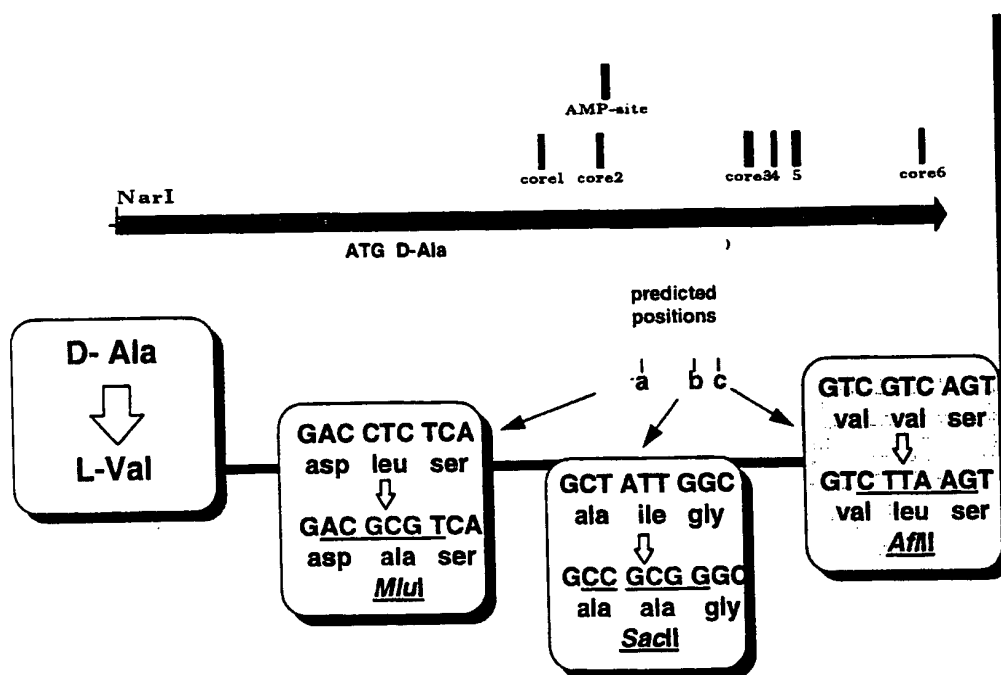 AMP-site
core1 core2 core3 4 5 core6
NarI
ATG D-Ala
predicted
positions
a b c
D- Ala
L-Val
GAC CTC TCA
asp leu ser
GAC GCG TCA
asp ala ser
MluI
GCT ATT GGC
ala ile gly
GCC GCG GGC
ala ala gly
SacII
GTC GTC AGT
val val ser
GTC TTA AGT
val leu ser
AflII